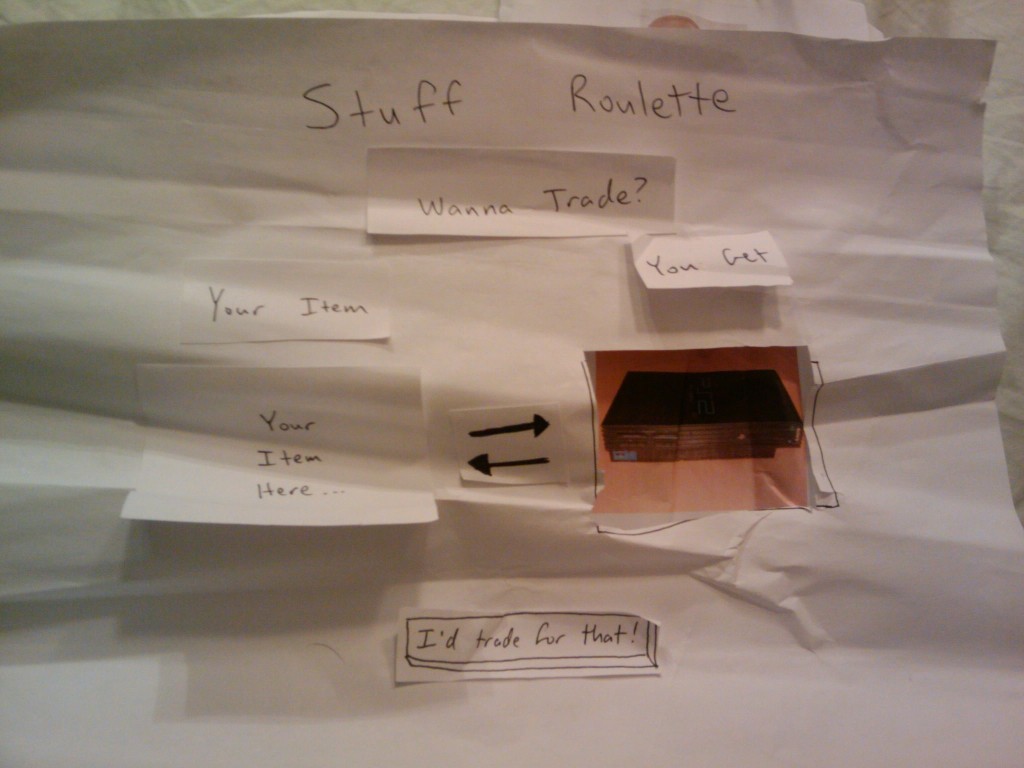 Stuff Roulette
Wanna Trade?
You Get
Your Item
Your
Item
Here...
I'd trade for that!